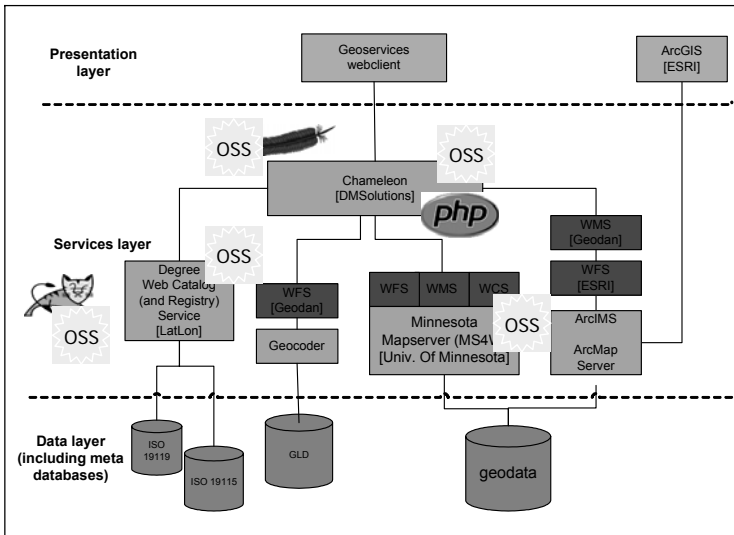 Presentation
layer
Geoservices
webclient
ArcGIS
[ESRI]
OSS
OSS
Chameleon
[DMSolutions]
php
Services layer
OSS
WMS
[Geodan]
WFS
[ESRI]
Degree
Web Catalog
(and Registry)
Service
[LatLon]
WFS
[Geodan]
WFS WMS WCS
OSS
Geocoder
Minnesota
Mapserver (MS4W)
[Univ. Of Minnesota]
OSS
ArcIMS
ArcMap
Server
Data layer
(including meta
databases)
ISO
19119
ISO 19115
GLD
geodata